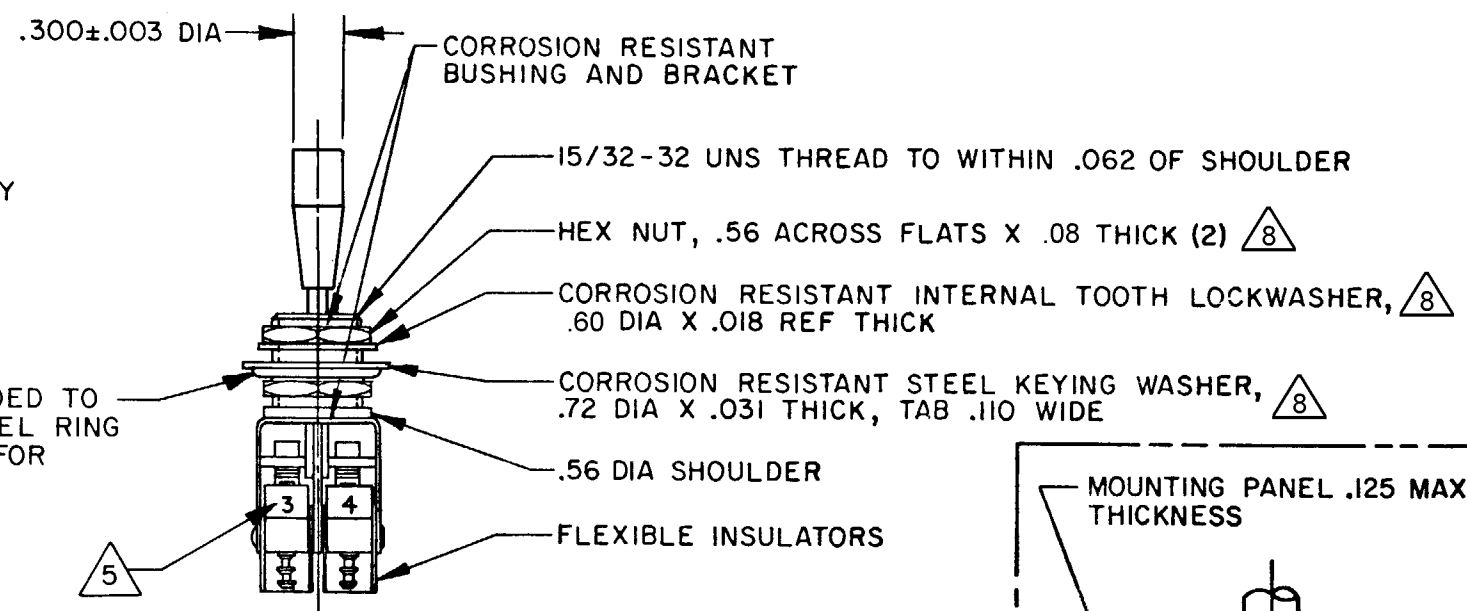 .300±.003 DIA
CORROSION RESISTANT
BUSHING AND BRACKET
15/32-32 UNS THREAD TO WITHIN .062 OF SHOULDER
Y
HEX NUT, .56 ACROSS FLATS X .08 THICK (2) 8
CORROSION RESISTANT INTERNAL TOOTH LOCKWASHER, 8
.60 DIA X .018 REF THICK
DED TO
EL RING
FOR
CORROSION RESISTANT STEEL KEYING WASHER, 8
.72 DIA X .031 THICK, TAB .110 WIDE
.56 DIA SHOULDER
MOUNTING PANEL .125 MAX
THICKNESS
3 4
FLEXIBLE INSULATORS
5